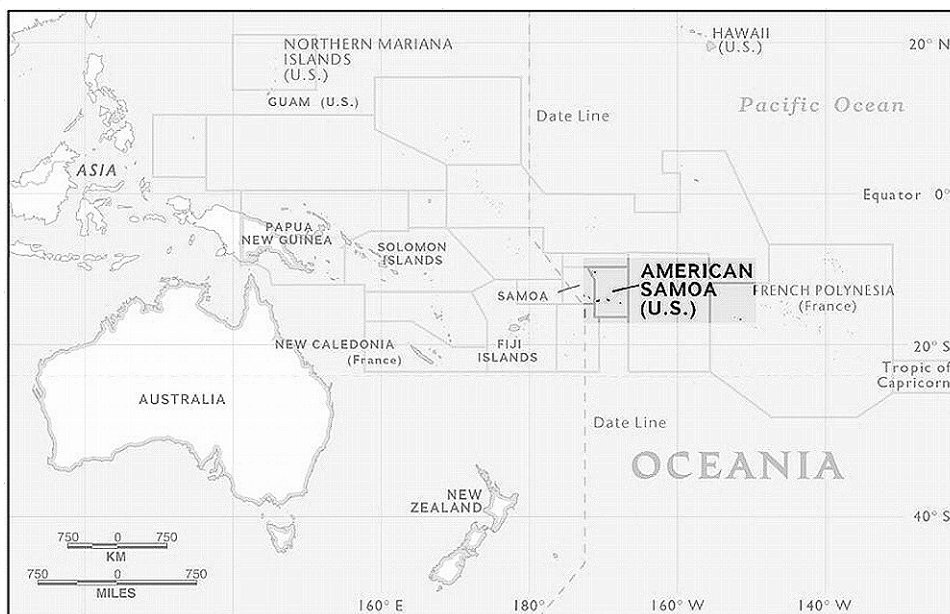 HAWAII
(U.S.)
20° N
NORTHERN MARIANA
ISLANDS
(U.S.)
GUAM (U.S.)
Pacific Ocean
Date Line
ASIA
Equator 0°
PAPUA
NEW GUINEA
SOLOMON
ISLANDS
AMERICAN
SAMOA
(U.S.)
SAMOA
FRENCH POLYNESIA
(France)
NEW CALEDONIA
(France)
FIJI
ISLANDS
20° S
Tropic of
Capricorn
AUSTRALIA
Date Line
OCEANIA
NEW
ZEALAND
40° S
750 0 750
KM
750 0 750
MILES
160° E 180° 160° W 140° W